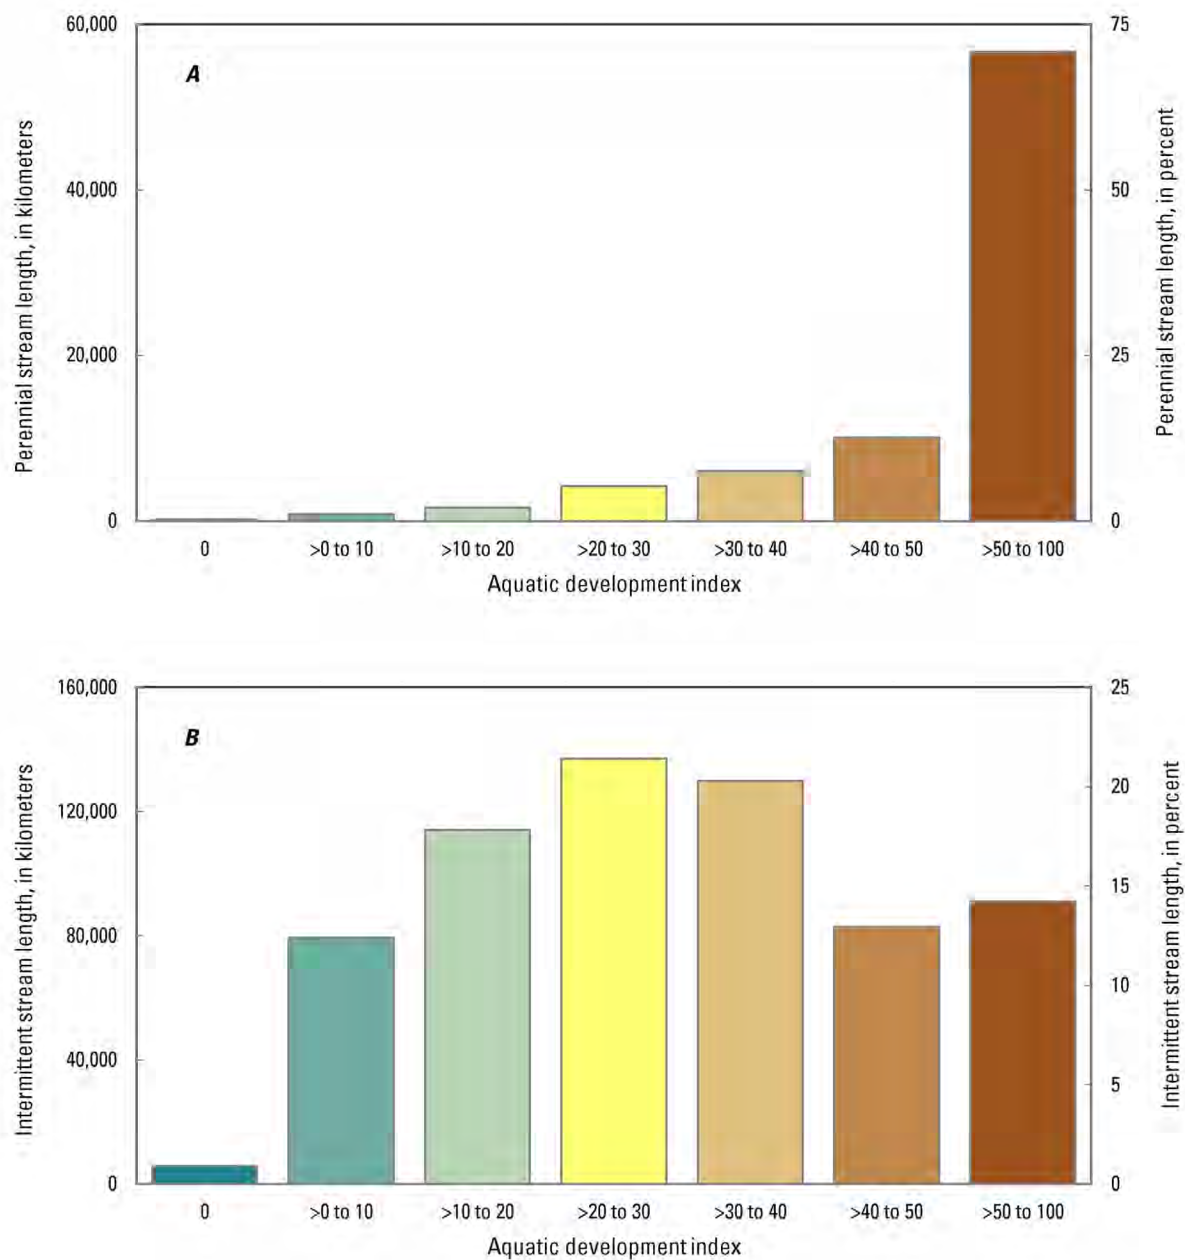 A
60,000
40,000
20,000
0
Perennial stream length, in kilometers
75
50
25
0
Perennial stream length, in percent
0 >0 to 10 >10 to 20 >20 to 30 >30 to 40 >40 to 50 >50 to 100
Aquatic development index
B
160,000
120,000
80,000
40,000
0
Intermittent stream length, in kilometers
25
20
15
10
5
0
Intermittent stream length, in percent
0 >0 to 10 >10 to 20 >20 to 30 >30 to 40 >40 to 50 >50 to 100
Aquatic development index